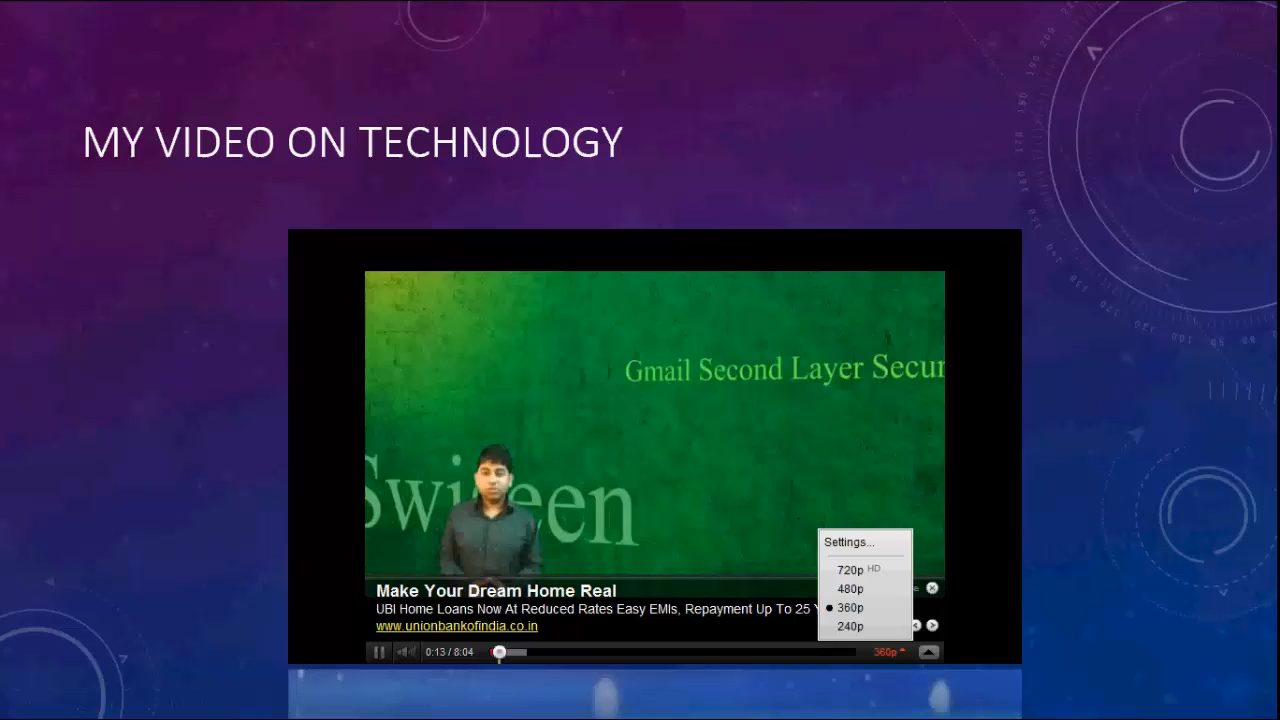 MY VIDEO ON TECHNOLOGY
Gmail Second Layer Secur
Settings...
720p HD
480p
360p
240p
Make Your Dream Home Real
UBI Home Loans Now At Reduced Rates Easy EMIs, Repayment Up To 25
www.unionbankofindia.co.in
0:13 / 8:04
360p